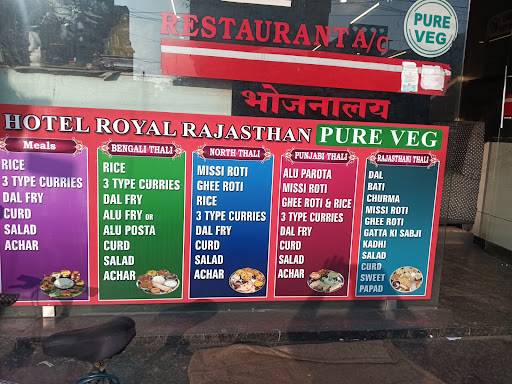 RESTAURANT A/C
PURE
VEG
भोजनालय
HOTEL ROYAL RAJASTHAN PURE VEG
Meals
RICE
3 TYPE CURRIES
DAL FRY
CURD
SALAD
ACHAR
BENGALI THALI
RICE
3 TYPE CURRIES
DAL FRY
ALU FRY OR
ALU POSTA
CURD
SALAD
ACHAR
NORTH THALI
MISSI ROTI
GHEE ROTI
RICE
3 TYPE CURRIES
DAL FRY
CURD
SALAD
ACHAR
PUNJABI THALI
ALU PAROTA
MISSI ROTI
GHEE ROTI & RICE
3 TYPE CURRIES
DAL FRY
CURD
SALAD
ACHAR
RAJASTHANI THALI
DAL
BATI
CHURMA
MISSI ROTI
GHEE ROTI
GATTA KI SABJI
KADHI
SALAD
CURD
SWEET
PAPAD